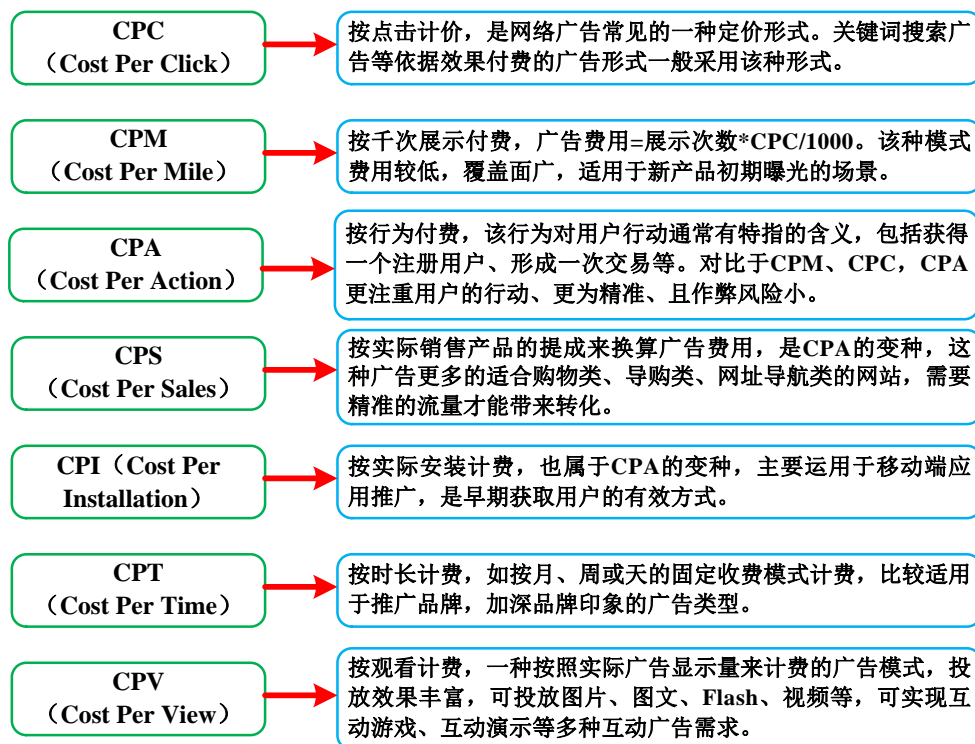 CPC
（Cost Per Click）
按点击计价，是网络广告常见的一种定价形式。关键词搜索广
告等依据效果付费的广告形式一般采用该种形式。
CPM
（Cost Per Mile）
按千次展示付费，广告费用=展示次数*CPC/1000。该种模式
费用较低，覆盖面广，适用于新产品初期曝光的场景。
CPA
（Cost Per Action）
按行为付费，该行为对用户行动通常有特指的含义，包括获得
一个注册用户、形成一次交易等。对比于CPM、CPC，CPA
更注重用户的行动、更为精准、且作弊风险小。
CPS
（Cost Per Sales）
按实际销售产品的提成来换算广告费用，是CPA的变种，这
种广告更多的适合购物类、导购类、网址导航类的网站，需要
精准的流量才能带来转化。
CPI（Cost Per
Installation）
按实际安装计费，也属于CPA的变种，主要运用于移动端应
用推广，是早期获取用户的有效方式。
CPT
（Cost Per Time）
按时长计费，如按月、周或天的固定收费模式计费，比较适用
于推广品牌，加深品牌印象的广告类型。
CPV
（Cost Per View）
按观看计费，一种按照实际广告显示量来计费的广告模式，投
放效果丰富，可投放图片、图文、Flash、视频等，可实现互
动游戏、互动演示等多种互动广告需求。